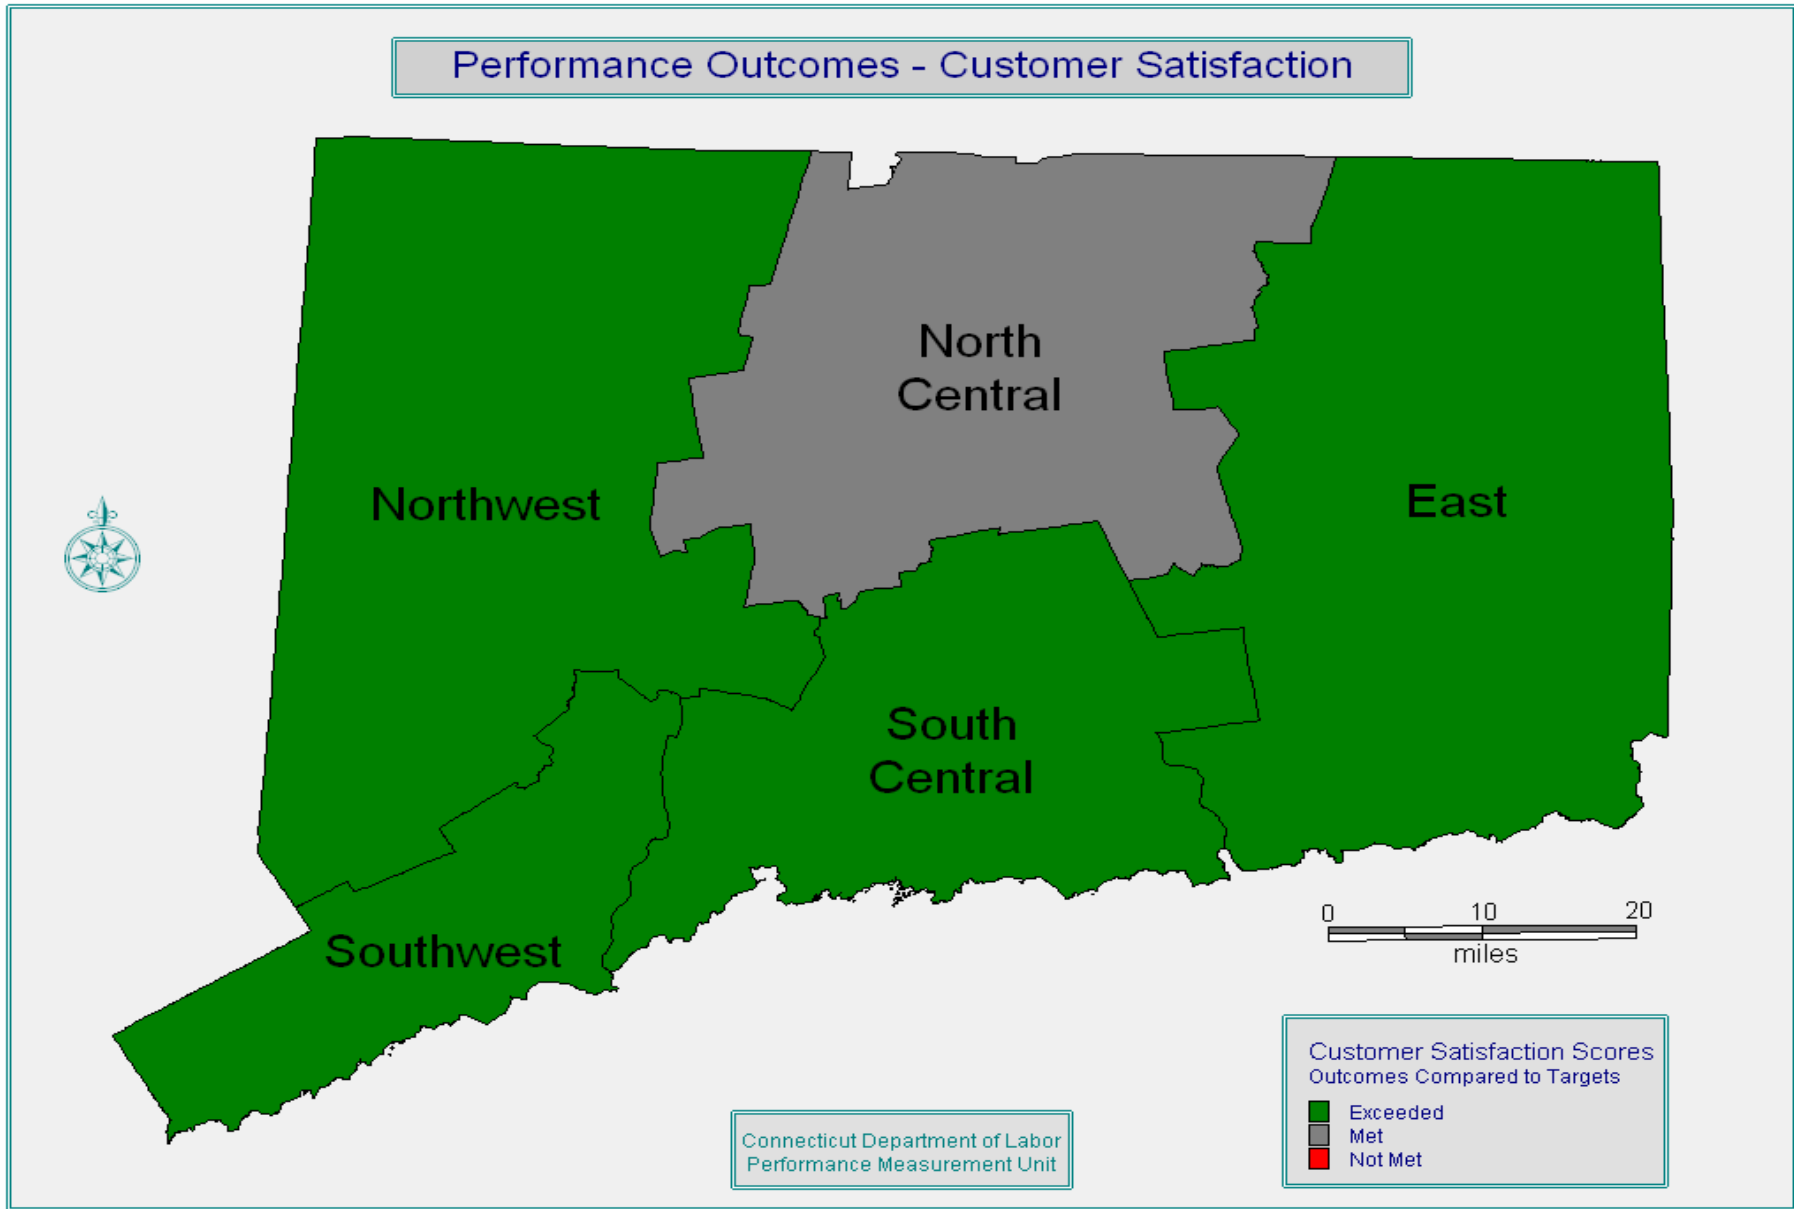 Performance Outcomes - Customer Satisfaction
North
Central
Northwest
East
South
Central
Southwest
0 10 20
miles
Customer Satisfaction Scores
Outcomes Compared to Targets
Exceeded
Met
Not Met
Connecticut Department of Labor
Performance Measurement Unit